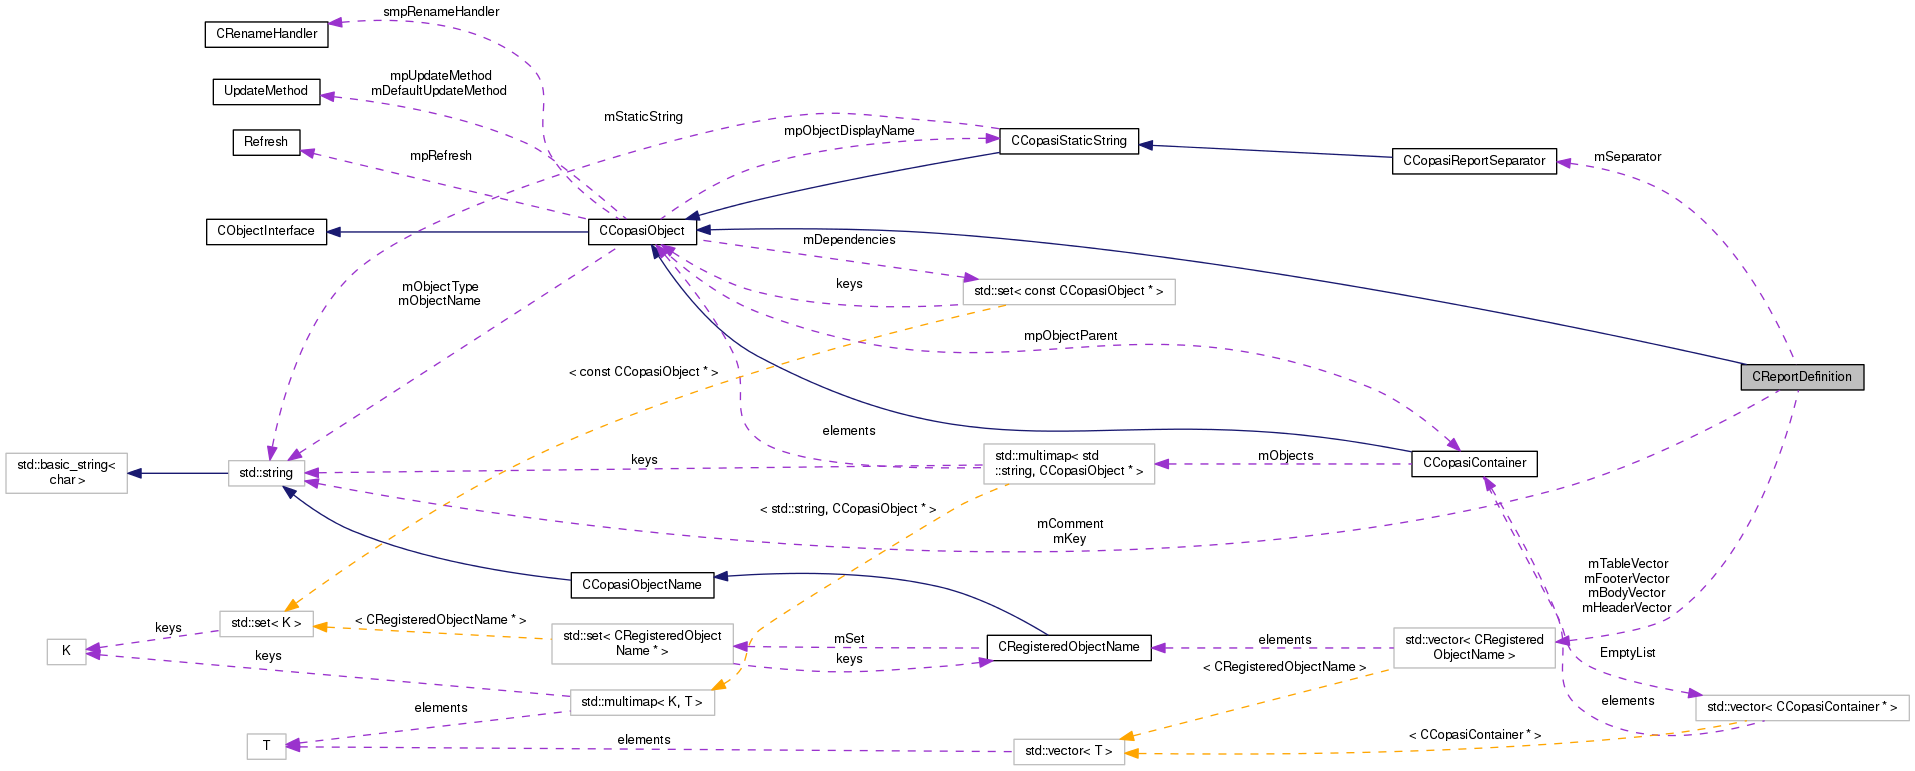 smpRenameHandler
CRenameHandler
mpUpdateMethod
mDefaultUpdateMethod
UpdateMethod
mStaticString
mpObjectDisplayName
Refresh
CCopasiStaticString
mpRefresh
CCopasiReportSeparator
mSeparator
CObjectInterface
CCopasiObject
mDependencies
mObjectType
mObjectName
keys
std::set< const CCopasiObject * >
mpObjectParent
< const CCopasiObject * >
CReportDefinition
elements
std::basic_string<
char >
std::string
keys
std::multimap< std
::string, CCopasiObject * >
mObjects
CCopasiContainer
< std::string, CCopasiObject * >
mComment
mKey
CCopasiObjectName
mTableVector
mFooterVector
mBodyVector
mHeaderVector
std::set< K >
< CRegisteredObjectName * >
keys
K
std::set< CRegisteredObject
Name * >
mSet
keys
CRegisteredObjectName
elements
std::vector< CRegistered
ObjectName >
EmptyList
keys
< CRegisteredObjectName >
std::multimap< K, T >
elements
elements
std::vector< CCopasiContainer * >
T
elements
std::vector< T >
< CCopasiContainer * >